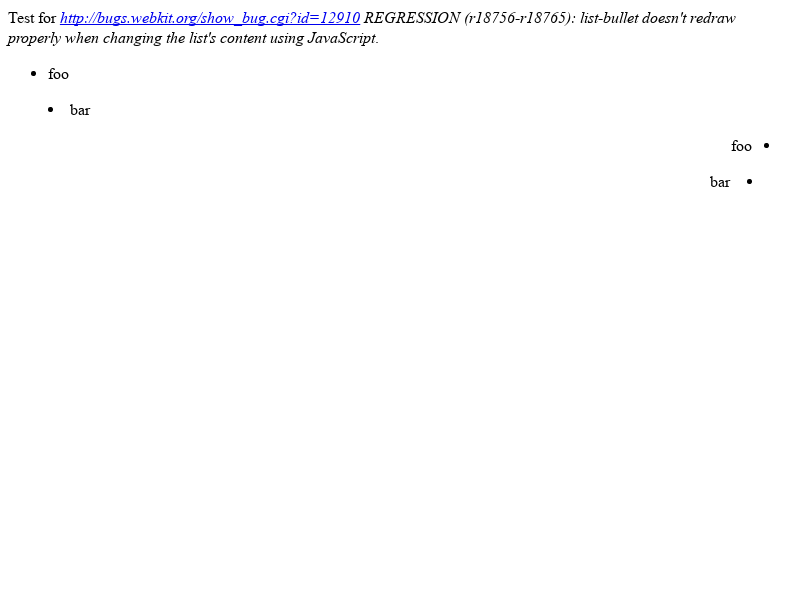 Test for http://bugs.webkit.org/show_bug.cgi?id=12910 REGRESSION (r18756-r18765): list-bullet doesn't redraw
properly when changing the list's content using JavaScript.
• foo
• bar
foo •
bar •